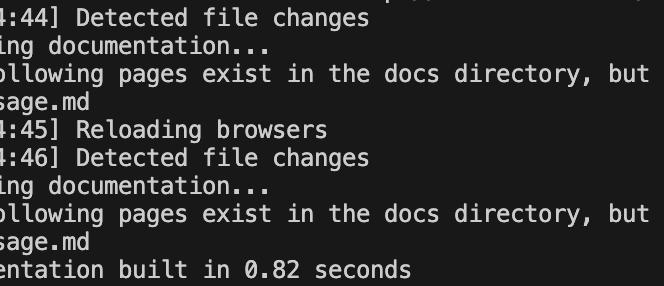 4:44] Detected file changes
ing documentation...
ollowing pages exist in the docs directory, but
sage.md
4:45] Reloading browsers
4:46] Detected file changes
ing documentation...
ollowing pages exist in the docs directory, but
sage.md
entation built in 0.82 seconds